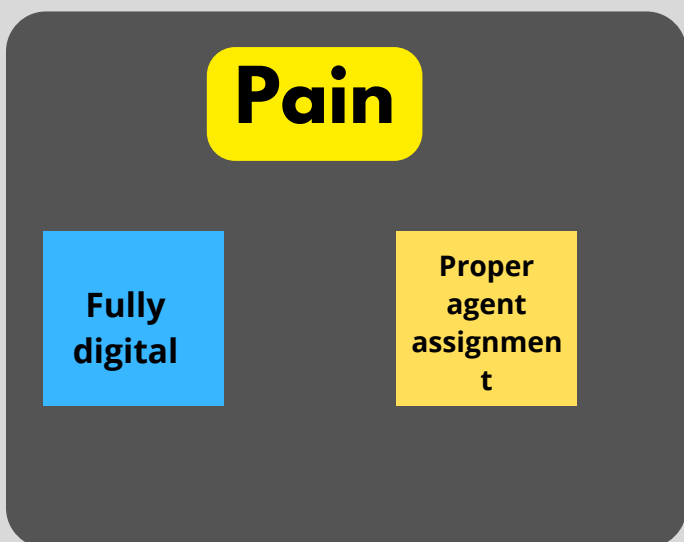 Pain
Fully
digital
Proper
agent
assignmen
t